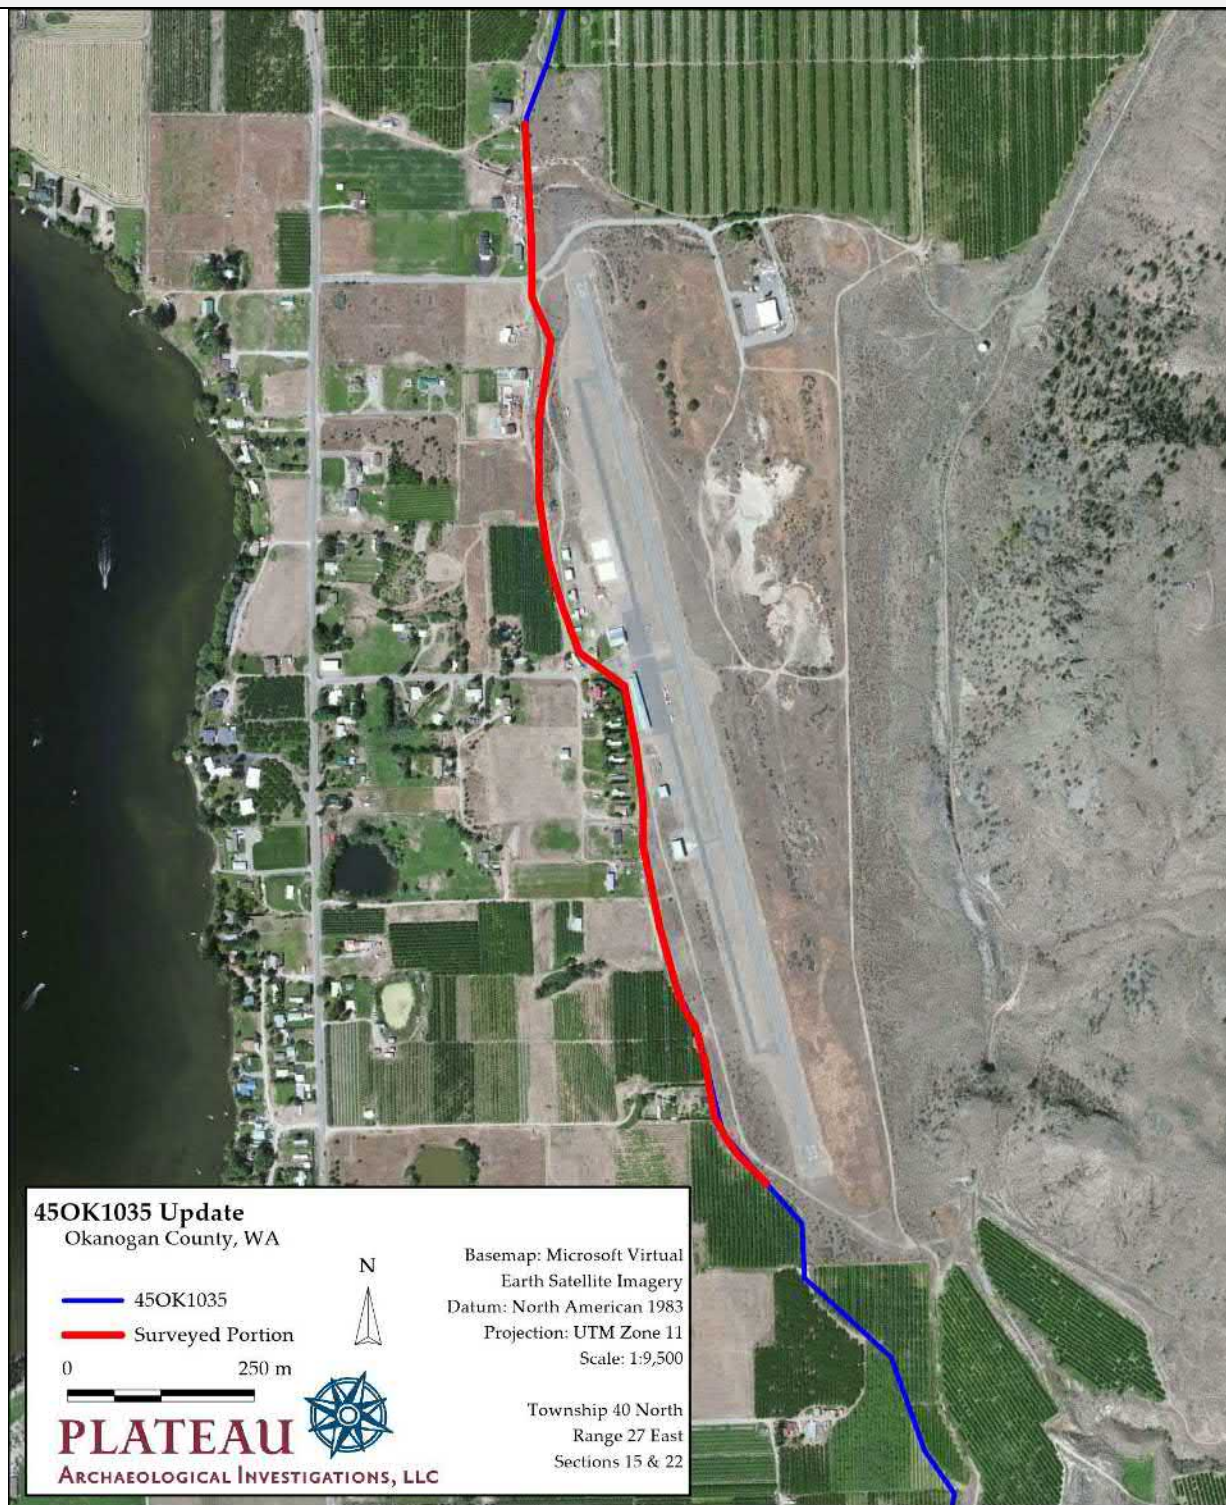 45OK1035 Update
Okanogan County, WA
45OK1035
Surveyed Portion
0 250 m
N
Basemap: Microsoft Virtual
Earth Satellite Imagery
Datum: North American 1983
Projection: UTM Zone 11
Scale: 1:9,500
Township 40 North
Range 27 East
Sections 15 & 22
PLATEAU
ARCHAEOLOGICAL INVESTIGATIONS, LLC